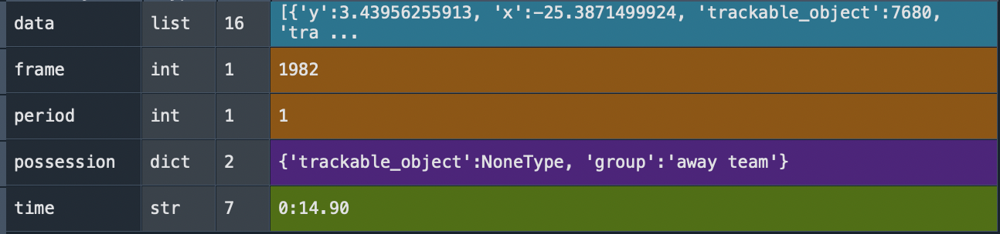 data list 16 [{'y':3.43956255913, 'x':-25.3871499924, 'trackable_object':7680,
'tra ...
frame int 1 1982
period int 1 1
possession dict 2 {'trackable_object':NoneType, 'group':'away team'}
time str 7 0:14.90